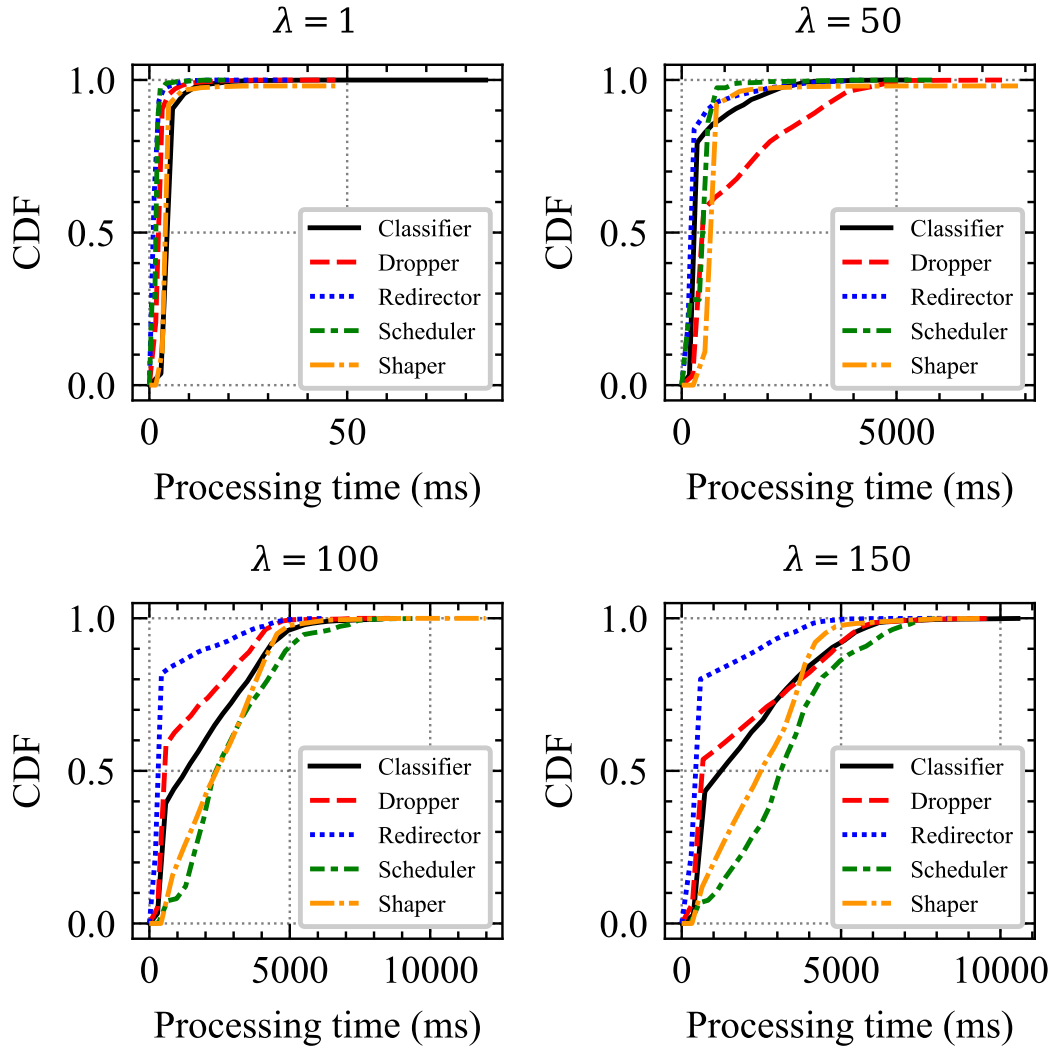 λ = 1
1.0
0.5
0.0
CDF
Classifier
Dropper
Redirector
Scheduler
Shaper
0 50
Processing time (ms)
λ = 50
1.0
0.5
0.0
CDF
Classifier
Dropper
Redirector
Scheduler
Shaper
0 5000
Processing time (ms)
λ = 100
1.0
0.5
0.0
CDF
Classifier
Dropper
Redirector
Scheduler
Shaper
0 5000 10000
Processing time (ms)
λ = 150
1.0
0.5
0.0
CDF
Classifier
Dropper
Redirector
Scheduler
Shaper
0 5000 10000
Processing time (ms)